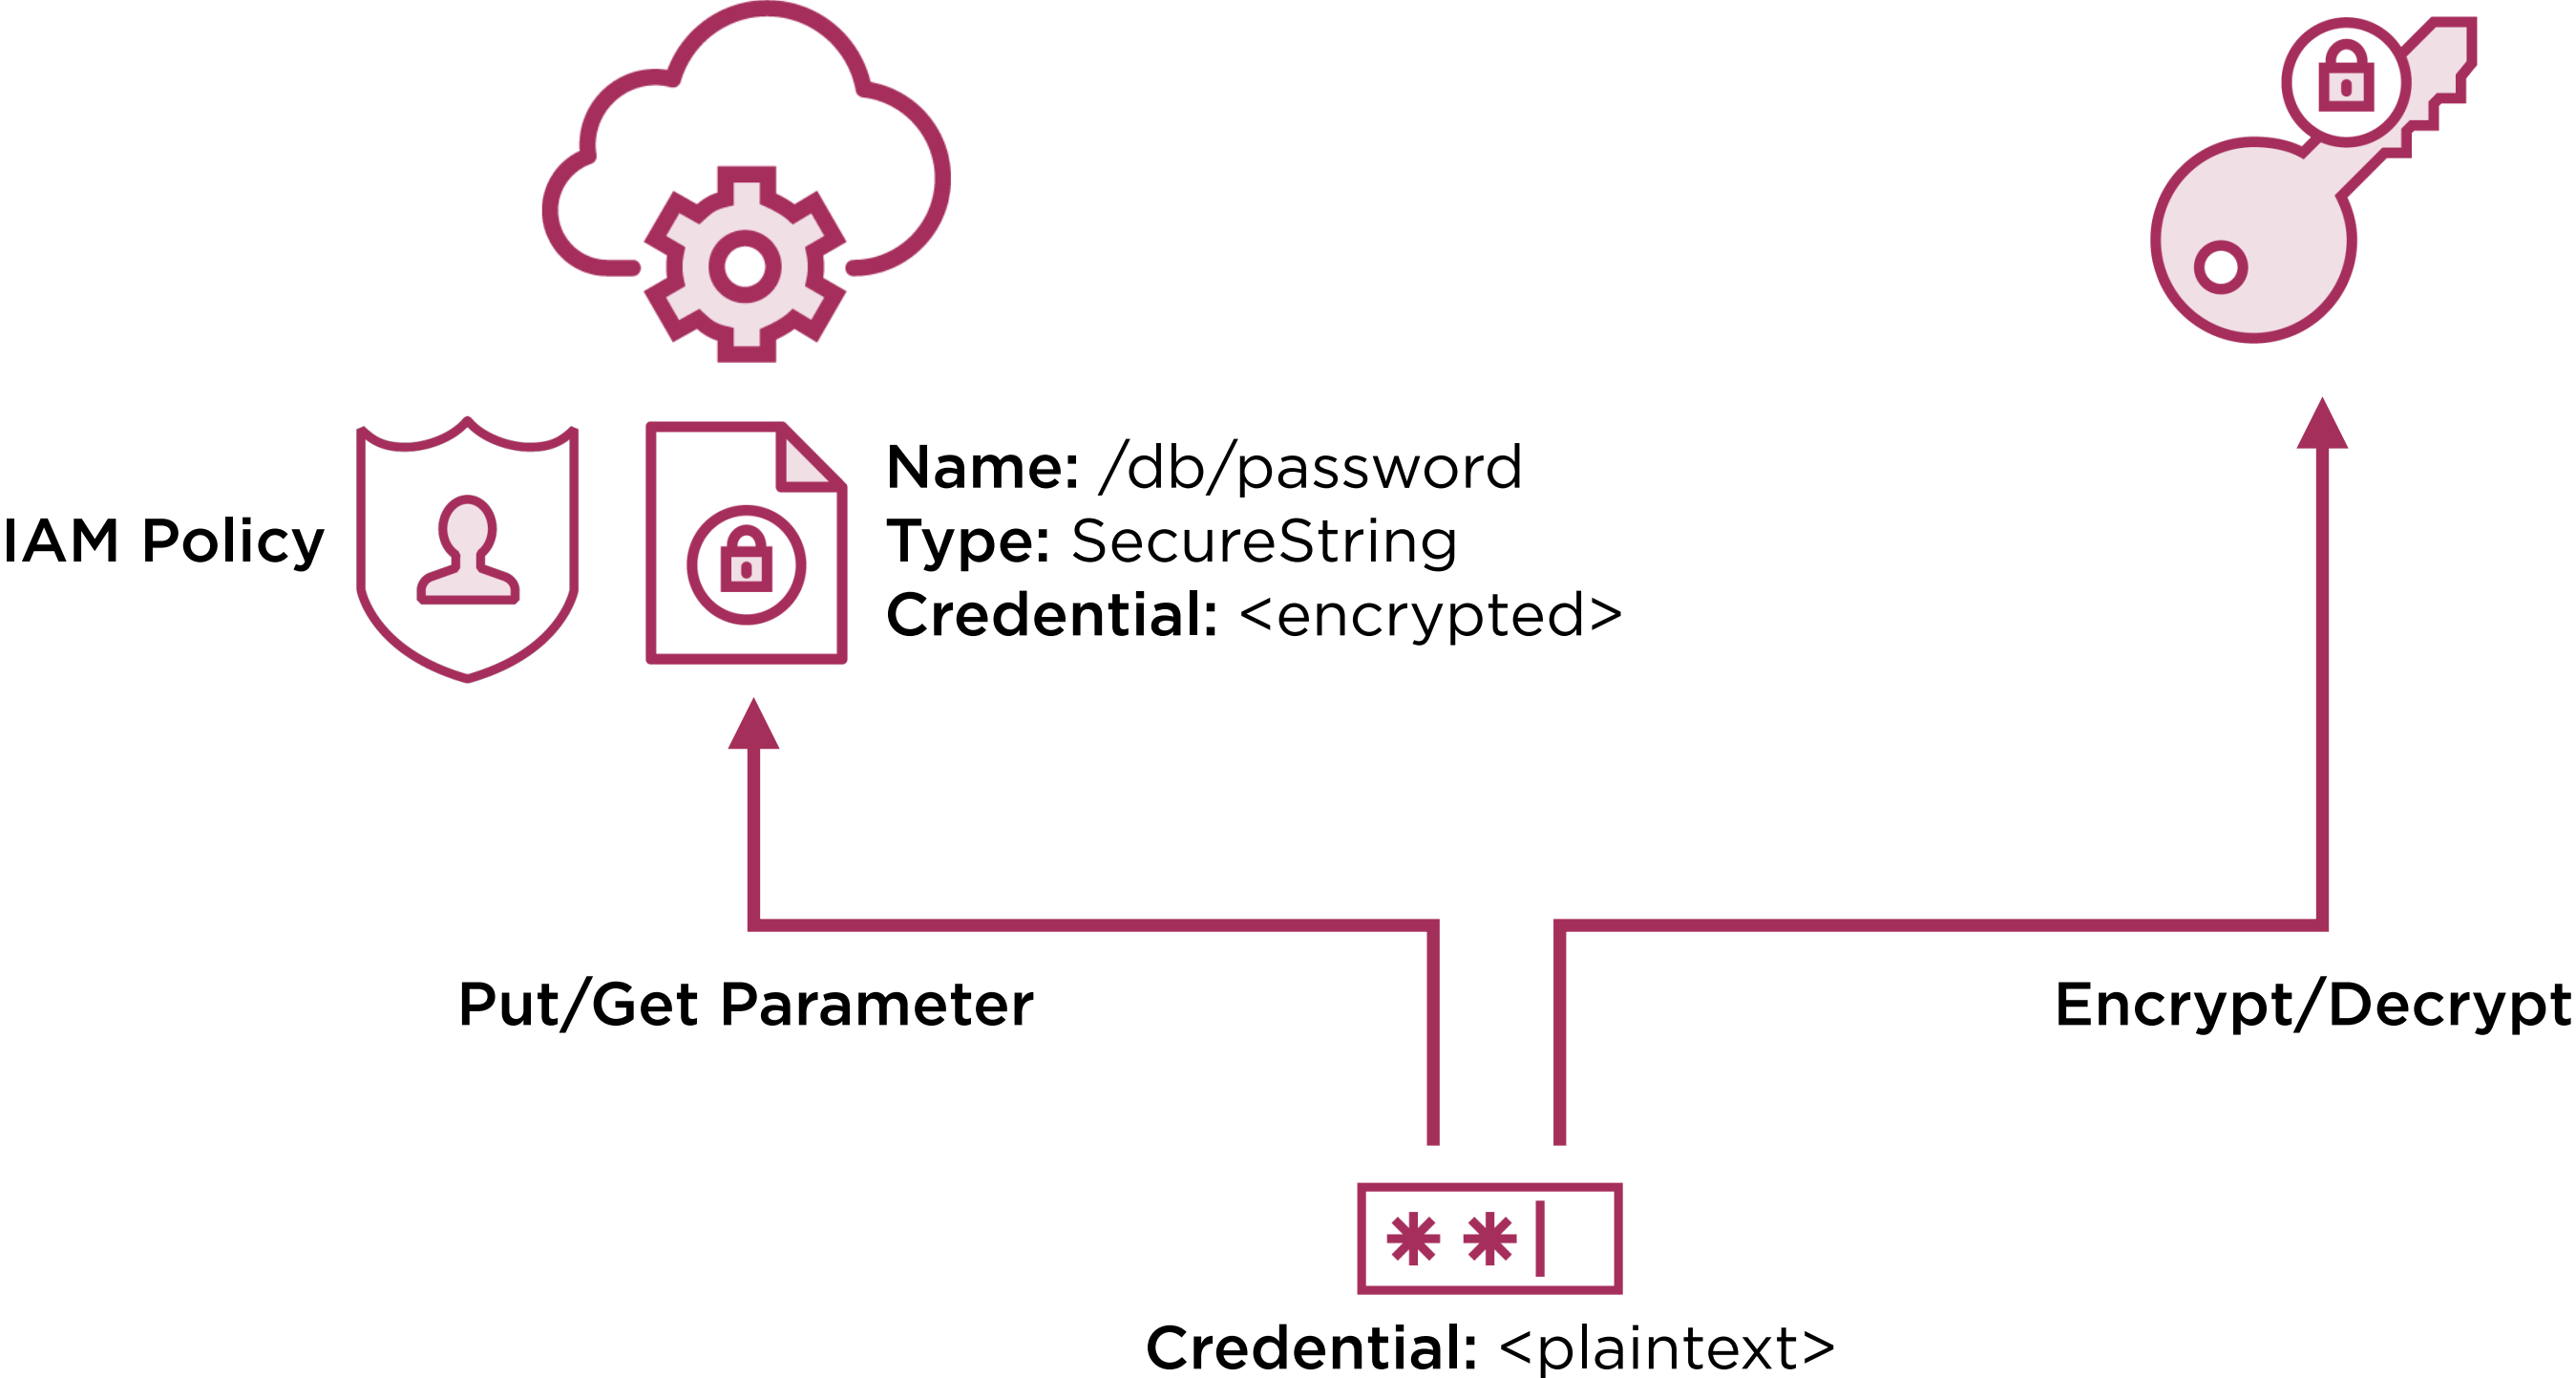 IAM Policy
Name: /db/password
Type: SecureString
Credential: <encrypted>
Put/Get Parameter
Encrypt/Decrypt
**|
Credential: <plaintext>